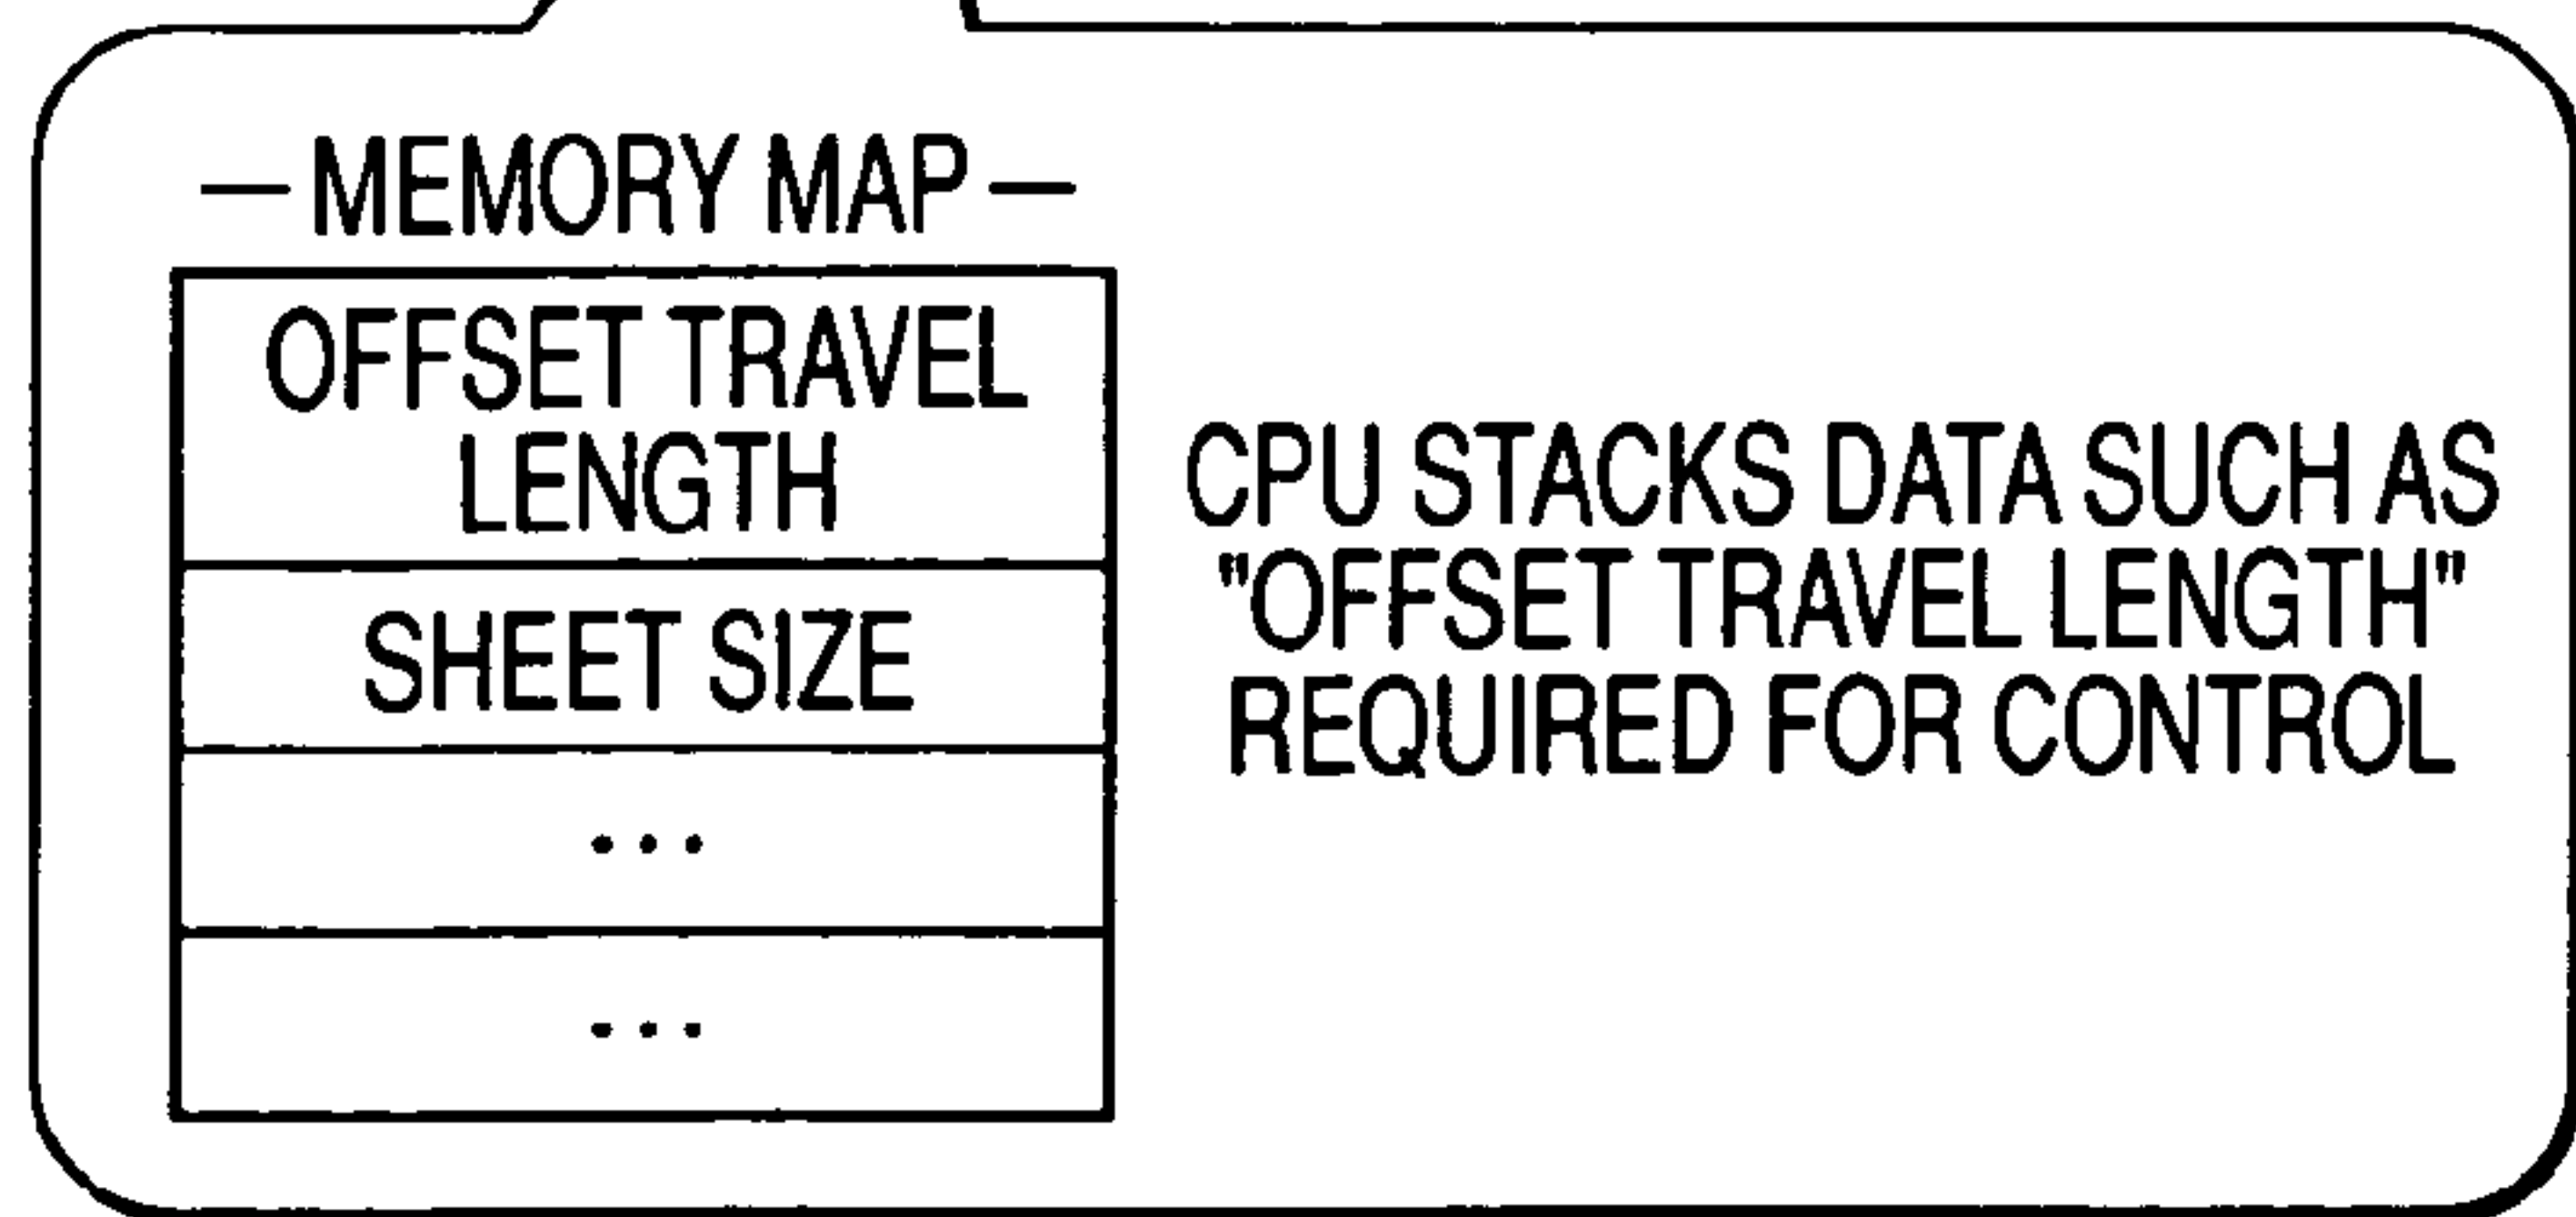 — MEMORY MAP —
OFFSET TRAVEL
LENGTH
SHEET SIZE
...
...
CPU STACKS DATA SUCH AS
"OFFSET TRAVEL LENGTH"
REQUIRED FOR CONTROL